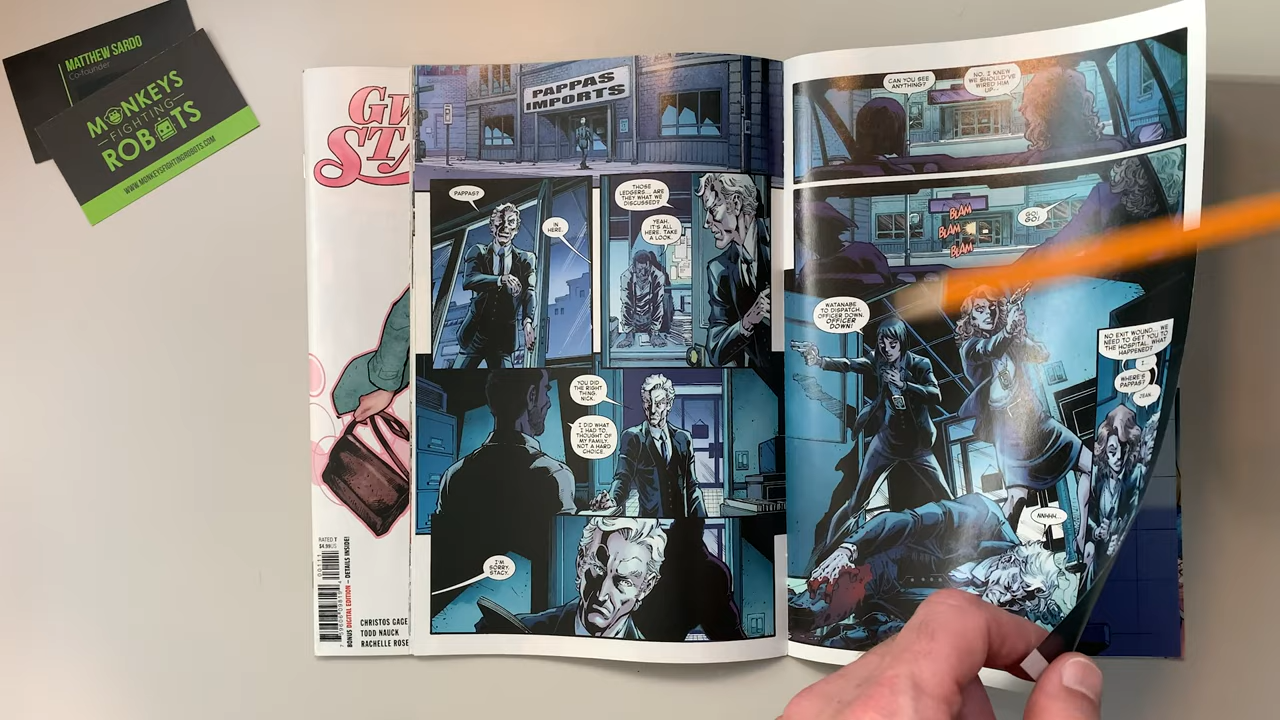 MATTHEW SARDO
Co-Founder
MONKEYS
FIGHTING
ROBOTS
WWW.MONKEYSFIGHTINGROBOTS.COM
RATED T
$4.99US
BONUS DIGITAL EDITION – DETAILS INSIDE!
CHRISTOS GAGE
TODD NAUCK
RACHELLE ROSE
PAPPAS
IMPORTS
PAPPAS?
IN
HERE.
THOSE
LEDGERS... ARE
THEY WHAT WE
DISCUSSED?
YEAH.
IT'S ALL
HERE. TAKE
A LOOK.
YOU DID
THE RIGHT
THING,
NICK.
I DID WHAT
I HAD TO.
THOUGHT OF
MY FAMILY.
NOT A HARD
CHOICE.
I'M
SORRY,
STACY.
CAN YOU SEE
ANYTHING?
NO. I KNEW
WE SHOULD'VE
WIRED HIM
UP--
BLAM
BLAM
BLAM
GO!
GO!
WATANABE
TO DISPATCH.
OFFICER DOWN.
OFFICER
DOWN!
NO EXIT WOUND... WE
NEED TO GET YOU TO
THE HOSPITAL. WHAT
HAPPENED?
I...
WHERE'S
PAPPAS?
JEAN.
NNGGG...